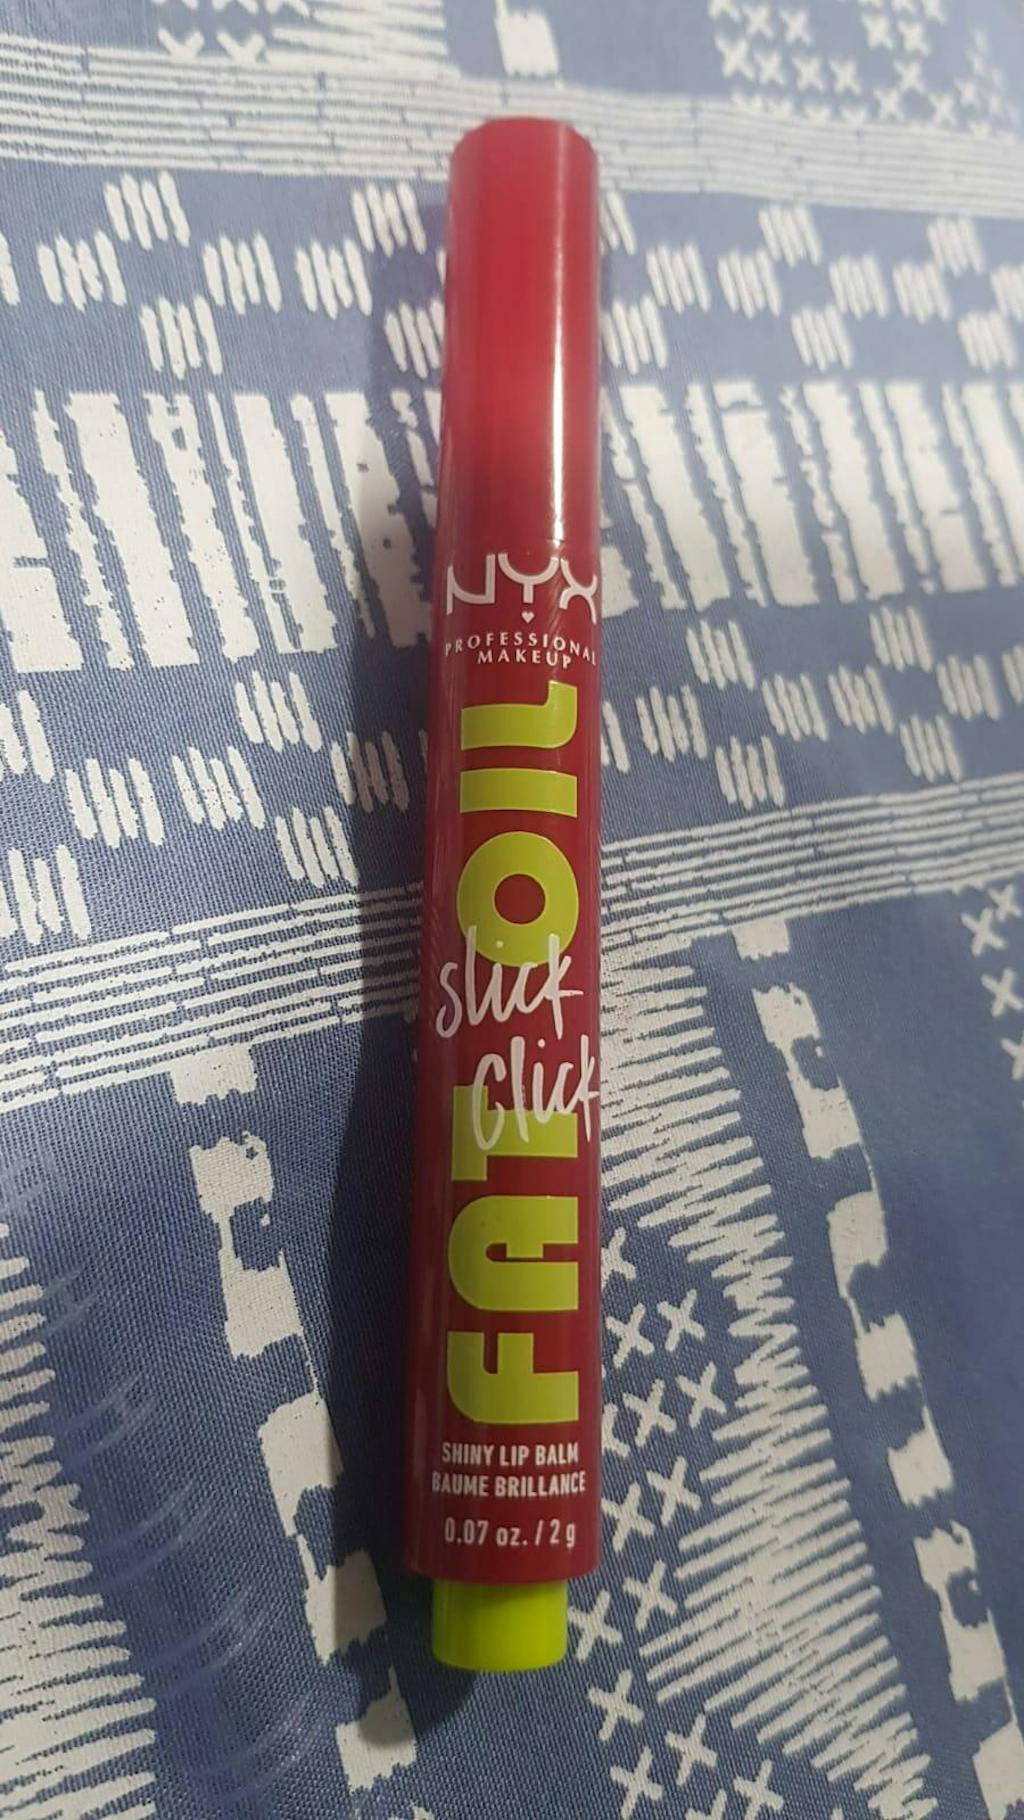 NYX
PROFESSIONAL
MAKEUP
FAT OIL
slick
click
SHINY LIP BALM
BAUME BRILLANCE
0.07 oz. / 2 g